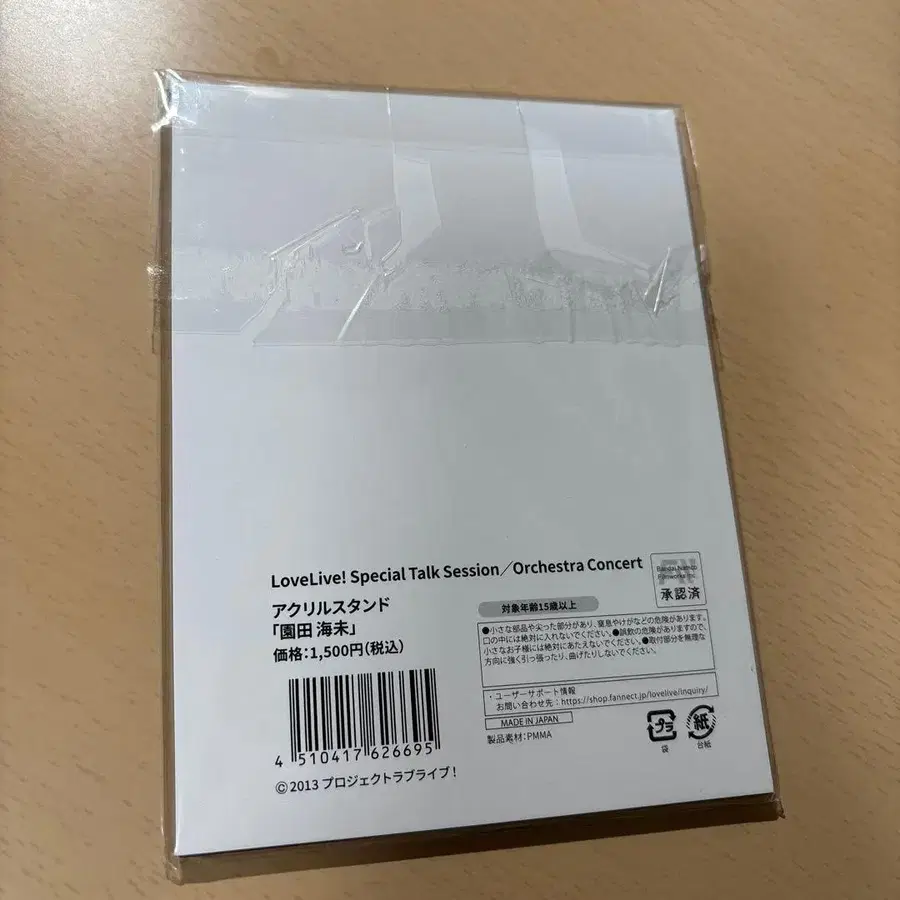 LoveLive! Special Talk Session／Orchestra Concert
アクリルスタンド
「園田 海未」
価格：1,500円（税込）
4 510417 626695
©2013 プロジェクトラブライブ！
Bandai Namco
Filmworks Inc.
承認済
対象年齢15歳以上
●小さな部品や尖った部分があり、窒息やけがなどの危険があります。
口の中には絶対に入れないでください。●誤飲の危険がありますので、
小さなお子様には絶対にあたえないでください。●取付部分を無理な
方向に強く引っ張ったり、曲げたりしないでください。
・ユーザーサポート情報
お問い合わせ先：https://shop.fannect.jp/lovelive/inquiry/
MADE IN JAPAN
製品素材：PMMA
プラ
袋
紙
台紙